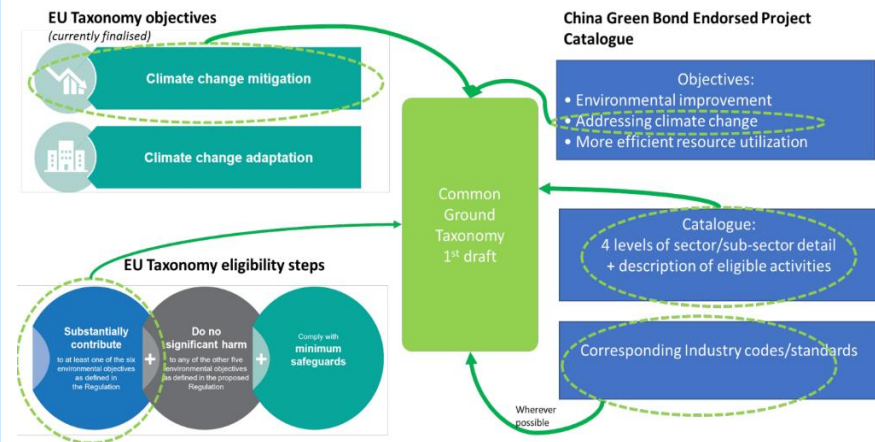 EU Taxonomy objectives
(currently finalised)
Climate change mitigation
Climate change adaptation
EU Taxonomy eligibility steps
Substantially
contribute
to at least one of the six
environmental objectives
as defined in
the Regulation
+
Do no
significant harm
to any of the other five
environmental objectives
as defined in the proposed
Regulation
+
Comply with
minimum
safeguards
Common
Ground
Taxonomy
1st draft
China Green Bond Endorsed Project
Catalogue
Objectives:
• Environmental improvement
• Addressing climate change
• More efficient resource utilization
Catalogue:
4 levels of sector/sub-sector detail
+ description of eligible activities
Corresponding Industry codes/standards
Wherever
possible